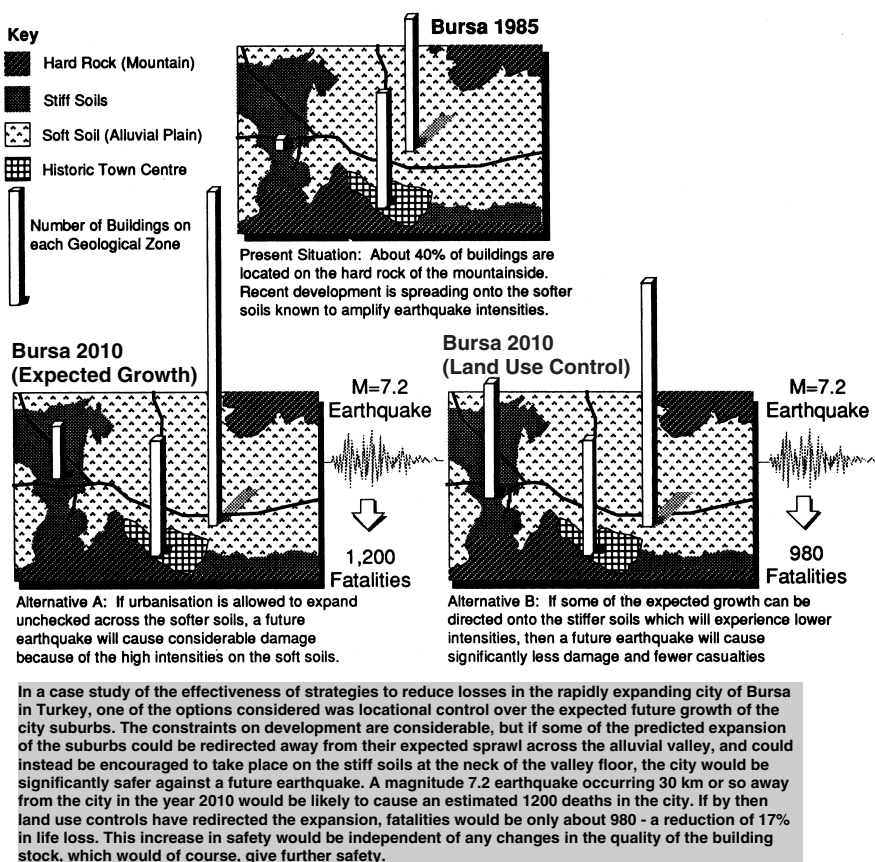 Bursa 1985
Key
Hard Rock (Mountain)
Stiff Soils
Soft Soil (Alluvial Plain)
Historic Town Centre
Number of Buildings on
each Geological Zone
Present Situation: About 40% of buildings are
located on the hard rock of the mountainside.
Recent development is spreading onto the softer
soils known to amplify earthquake intensities.
Bursa 2010
(Expected Growth)
M=7.2
Earthquake
1,200
Fatalities
Alternative A: If urbanisation is allowed to expand
unchecked across the softer soils, a future
earthquake will cause considerable damage
because of the high intensities on the soft soils.
Bursa 2010
(Land Use Control)
M=7.2
Earthquake
980
Fatalities
Alternative B: If some of the expected growth can be
directed onto the stiffer soils which will experience lower
intensities, then a future earthquake will cause
significantly less damage and fewer casualties
In a case study of the effectiveness of strategies to reduce losses in the rapidly expanding city of Bursa
in Turkey, one of the options considered was locational control over the expected future growth of the
city suburbs. The constraints on development are considerable, but if some of the predicted expansion
of the suburbs could be redirected away from their expected sprawl across the alluvial valley, and could
instead be encouraged to take place on the stiff soils at the neck of the valley floor, the city would be
significantly safer against a future earthquake. A magnitude 7.2 earthquake occurring 30 km or so away
from the city in the year 2010 would be likely to cause an estimated 1200 deaths in the city. If by then
land use controls have redirected the expansion, fatalities would be only about 980 - a reduction of 17%
in life loss. This increase in safety would be independent of any changes in the quality of the building
stock, which would of course, give further safety.